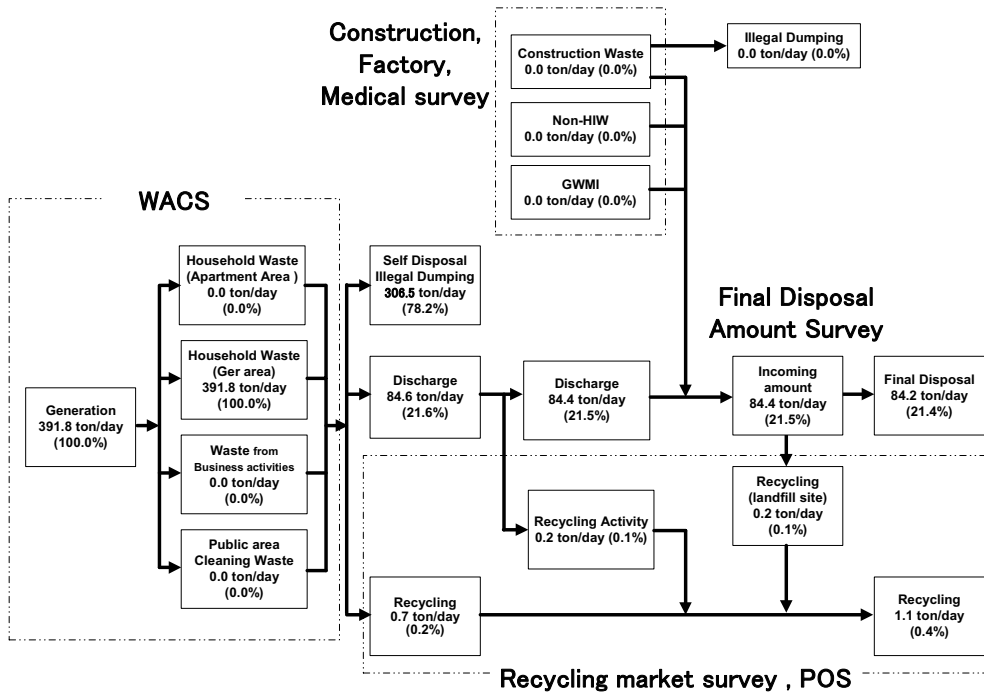 Construction,
Factory,
Medical survey
Construction Waste
0.0 ton/day (0.0%)
Illegal Dumping
0.0 ton/day (0.0%)
Non-HIW
0.0 ton/day (0.0%)
GWMI
0.0 ton/day (0.0%)
WACS
Generation
391.8 ton/day
(100.0%)
Household Waste
(Apartment Area )
0.0 ton/day
(0.0%)
Household Waste
(Ger area)
391.8 ton/day
(100.0%)
Waste from
Business activities
0.0 ton/day
(0.0%)
Public area
Cleaning Waste
0.0 ton/day
(0.0%)
Self Disposal
Illegal Dumping
306.5 ton/day
(78.2%)
Discharge
84.6 ton/day
(21.6%)
Discharge
84.4 ton/day
(21.5%)
Final Disposal
Amount Survey
Incoming
amount
84.4 ton/day
(21.5%)
Final Disposal
84.2 ton/day
(21.4%)
Recycling Activity
0.2 ton/day (0.1%)
Recycling
(landfill site)
0.2 ton/day
(0.1%)
Recycling
0.7 ton/day
(0.2%)
Recycling
1.1 ton/day
(0.4%)
Recycling market survey , POS